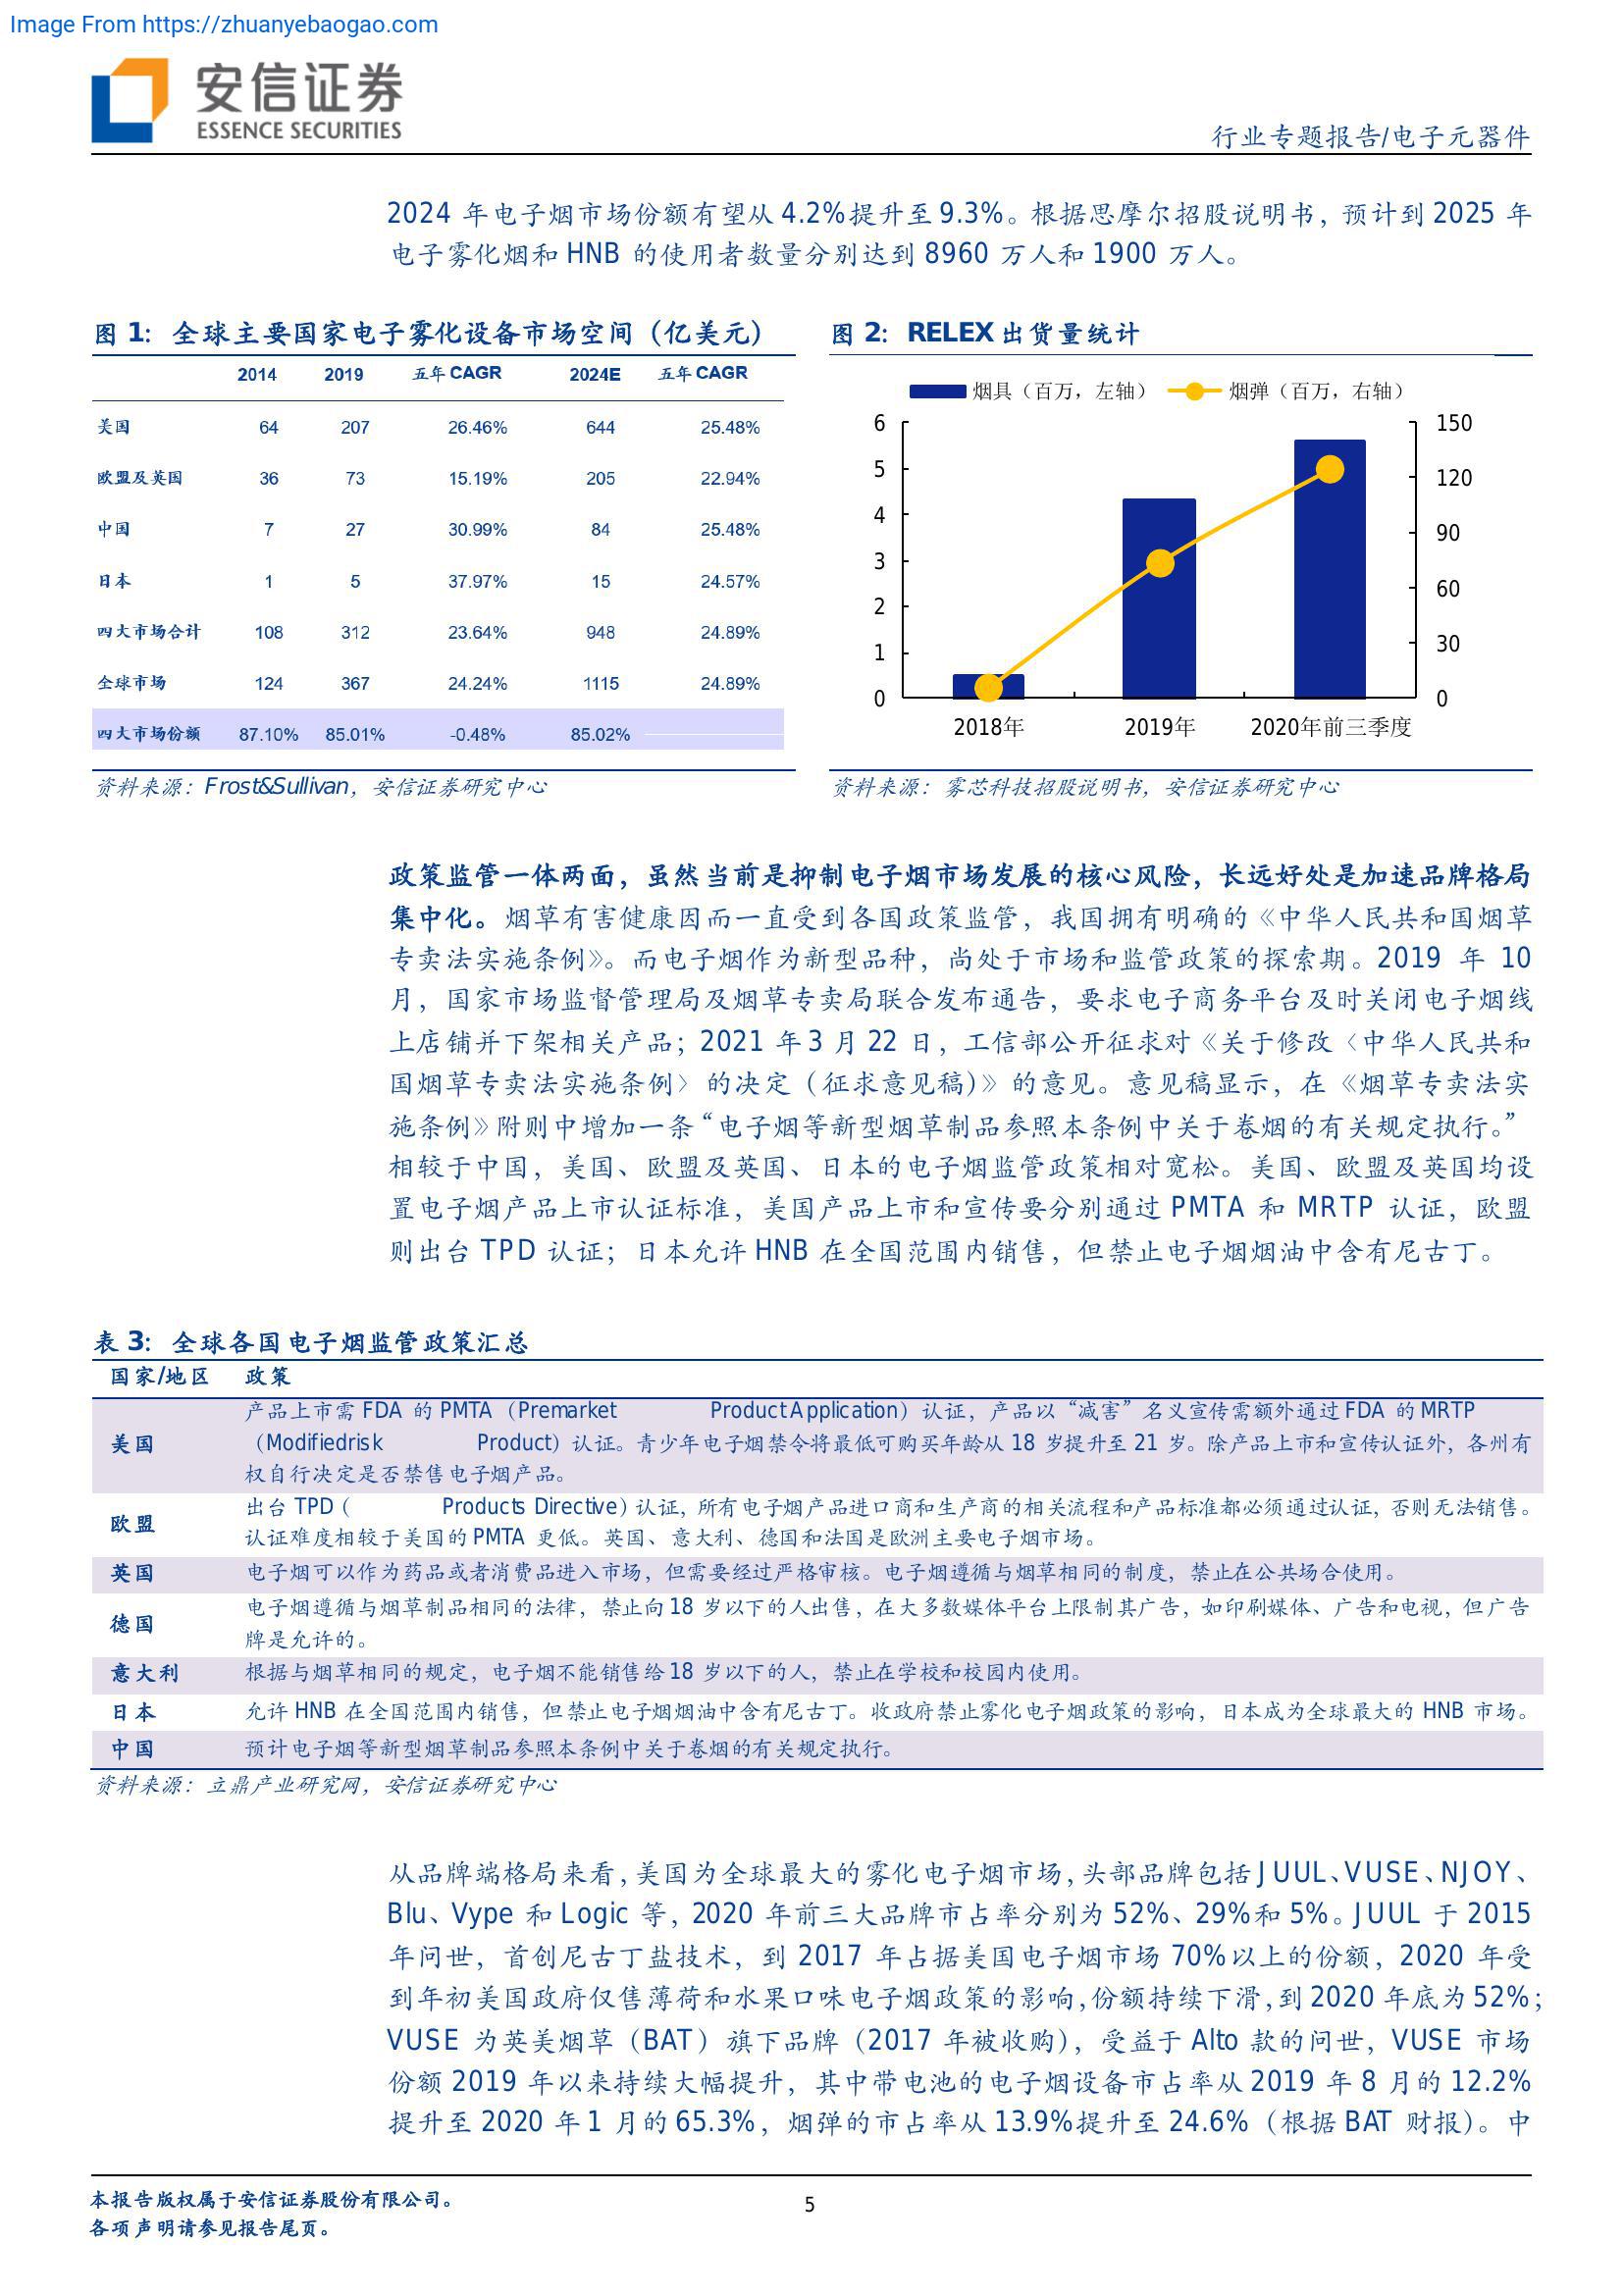 Image From https://zhuanyebaogao.com
安信证券
ESSENCE SECURITIES
行业专题报告/电子元器件
2024 年电子烟市场份额有望从 4.2%提升至 9.3%。根据思摩尔招股说明书，预计到 2025 年
电子雾化烟和 HNB 的使用者数量分别达到 8960 万人和 1900 万人。
图 1：全球主要国家电子雾化设备市场空间（亿美元）
2014 2019 五年 CAGR 2024E 五年 CAGR
美国 64 207 26.46% 644 25.48%
欧盟及英国 36 73 15.19% 205 22.94%
中国 7 27 30.99% 84 25.48%
日本 1 5 37.97% 15 24.57%
四大市场合计 108 312 23.64% 948 24.89%
全球市场 124 367 24.24% 1115 24.89%
四大市场份额 87.10% 85.01% -0.48% 85.02%
资料来源：Frost&Sullivan，安信证券研究中心
图 2：RELEX 出货量统计
烟具（百万，左轴） 烟弹（百万，右轴）
6 150
5 120
4 90
3 60
2 30
1 0
0
2018年 2019年 2020年前三季度
资料来源：雾芯科技招股说明书，安信证券研究中心
政策监管一体两面，虽然当前是抑制电子烟市场发展的核心风险，长远好处是加速品牌格局
集中化。烟草有害健康因而一直受到各国政策监管，我国拥有明确的《中华人民共和国烟草
专卖法实施条例》。而电子烟作为新型品种，尚处于市场和监管政策的探索期。2019 年 10
月，国家市场监督管理局及烟草专卖局联合发布通告，要求电子商务平台及时关闭电子烟线
上店铺并下架相关产品；2021 年 3 月 22 日，工信部公开征求对《关于修改〈中华人民共和
国烟草专卖法实施条例〉的决定（征求意见稿）》的意见。意见稿显示，在《烟草专卖法实
施条例》附则中增加一条“电子烟等新型烟草制品参照本条例中关于卷烟的有关规定执行。”
相较于中国，美国、欧盟及英国、日本的电子烟监管政策相对宽松。美国、欧盟及英国均设
置电子烟产品上市认证标准，美国产品上市和宣传要分别通过 PMTA 和 MRTP 认证，欧盟
则出台 TPD 认证；日本允许 HNB 在全国范围内销售，但禁止电子烟烟油中含有尼古丁。
表 3：全球各国电子烟监管政策汇总
国家/地区 政策
美国 产品上市需 FDA 的 PMTA（Premarket Product Application）认证，产品以“减害”名义宣传需额外通过 FDA 的 MRTP
（Modifiedrisk Product）认证。青少年电子烟禁令将最低可购买年龄从 18 岁提升至 21 岁。除产品上市和宣传认证外，各州有
权自行决定是否禁售电子烟产品。
欧盟 出台 TPD（ Products Directive）认证，所有电子烟产品进口商和生产商的相关流程和产品标准都必须通过认证，否则无法销售。
认证难度相较于美国的 PMTA 更低。英国、意大利、德国和法国是欧洲主要电子烟市场。
英国 电子烟可以作为药品或者消费品进入市场，但需要经过严格审核。电子烟遵循与烟草相同的制度，禁止在公共场合使用。
德国 电子烟遵循与烟草制品相同的法律，禁止向 18 岁以下的人出售，在大多数媒体平台上限制其广告，如印刷媒体、广告和电视，但广告
牌是允许的。
意大利 根据与烟草相同的规定，电子烟不能销售给 18 岁以下的人，禁止在学校和校园内使用。
日本 允许 HNB 在全国范围内销售，但禁止电子烟烟油中含有尼古丁。收政府禁止雾化电子烟政策的影响，日本成为全球最大的 HNB 市场。
中国 预计电子烟等新型烟草制品参照本条例中关于卷烟的有关规定执行。
资料来源：立鼎产业研究网，安信证券研究中心
从品牌端格局来看，美国为全球最大的雾化电子烟市场，头部品牌包括 JUUL、VUSE、NJOY、
Blu、Vype 和 Logic 等，2020 年前三大品牌市占率分别为 52%、29%和 5%。JUUL 于 2015
年问世，首创尼古丁盐技术，到 2017 年占据美国电子烟市场 70%以上的份额，2020 年受
到年初美国政府仅售薄荷和水果口味电子烟政策的影响，份额持续下滑，到 2020 年底为 52%；
VUSE 为英美烟草（BAT）旗下品牌（2017 年被收购），受益于 Alto 款的问世，VUSE 市场
份额 2019 年以来持续大幅提升，其中带电池的电子烟设备市占率从 2019 年 8 月的 12.2%
提升至 2020 年 1 月的 65.3%，烟弹的市占率从 13.9%提升至 24.6%（根据 BAT 财报）。中
本报告版权属于安信证券股份有限公司。
各项声明请参见报告尾页。
5